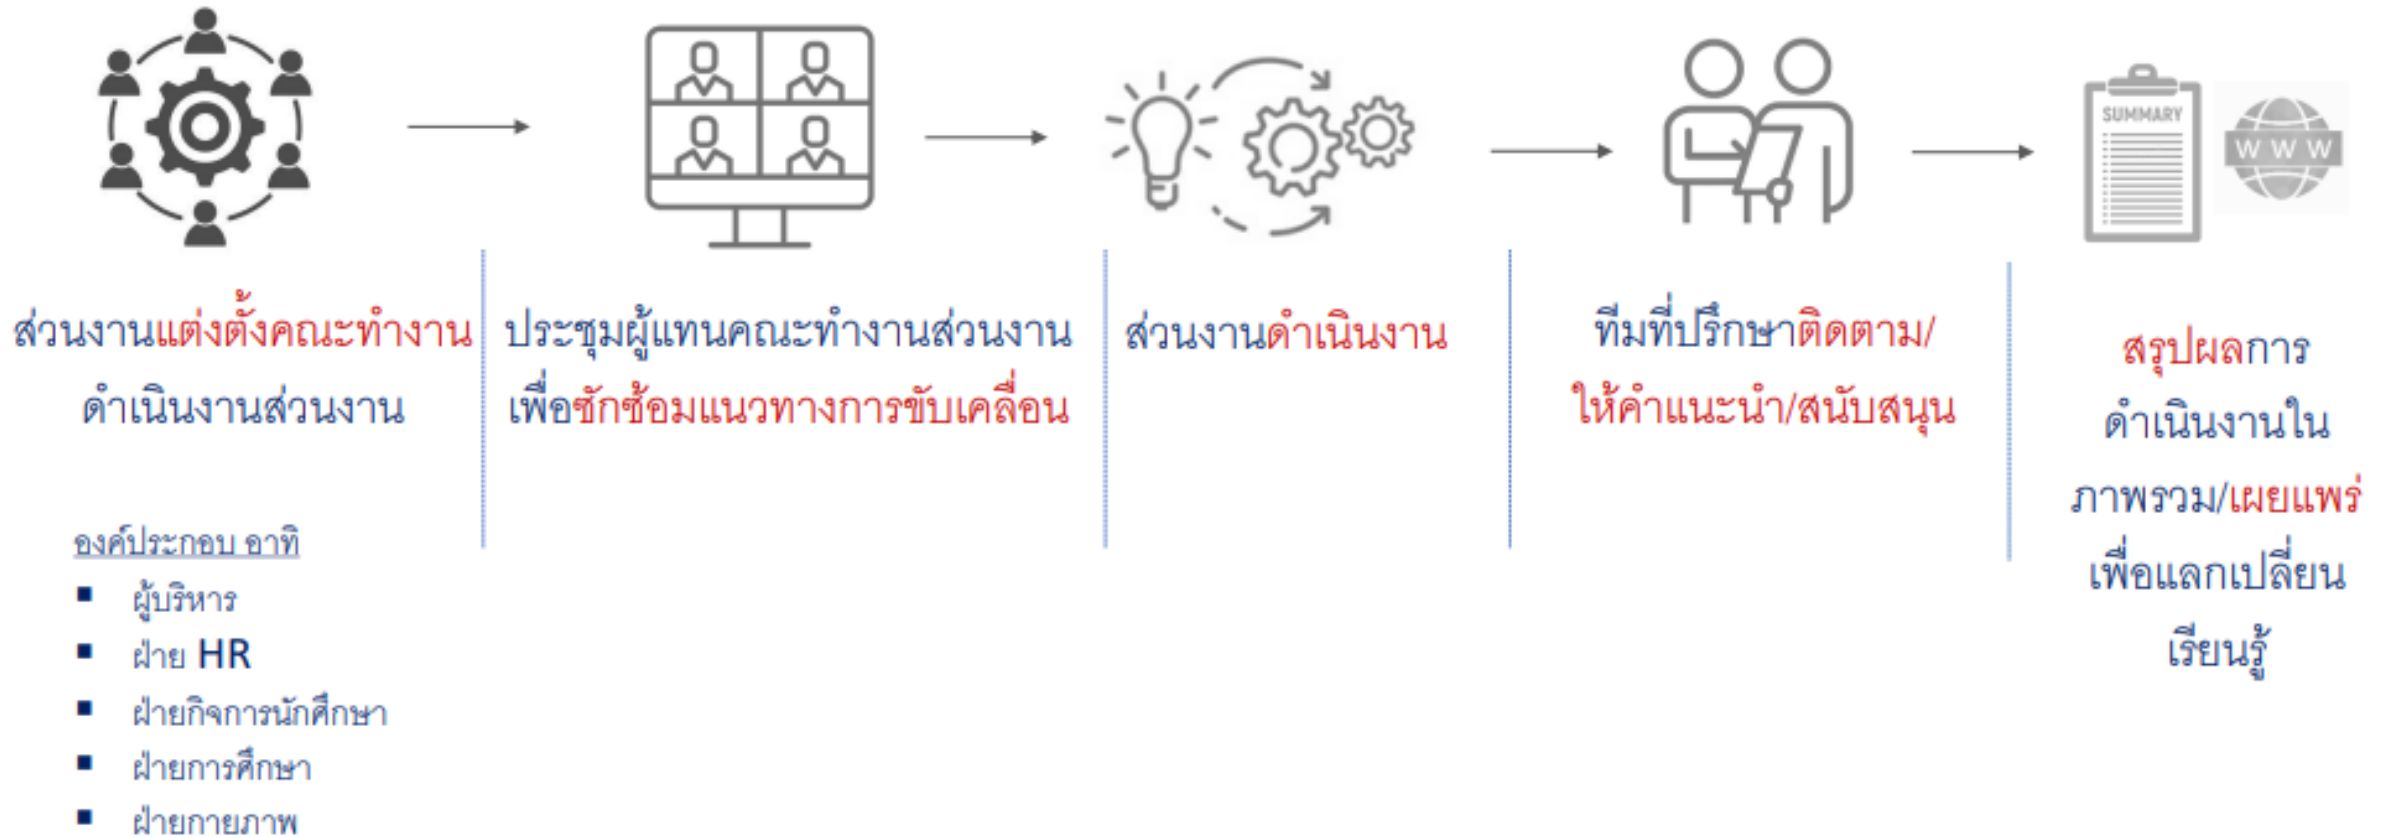 SUMMARY
WWW
ส่วนงานแต่งตั้งคณะทำงาน
ดำเนินงานส่วนงาน
องค์ประกอบ อาทิ
▪ ผู้บริหาร
▪ ฝ่าย HR
▪ ฝ่ายกิจการนักศึกษา
▪ ฝ่ายการศึกษา
▪ ฝ่ายกายภาพ
ประชุมผู้แทนคณะทำงานส่วนงาน
เพื่อซักซ้อมแนวทางการขับเคลื่อน
ส่วนงานดำเนินงาน
ทีมที่ปรึกษาติดตาม/
ให้คำแนะนำ/สนับสนุน
สรุปผลการ
ดำเนินงานใน
ภาพรวม/เผยแพร่
เพื่อแลกเปลี่ยน
เรียนรู้